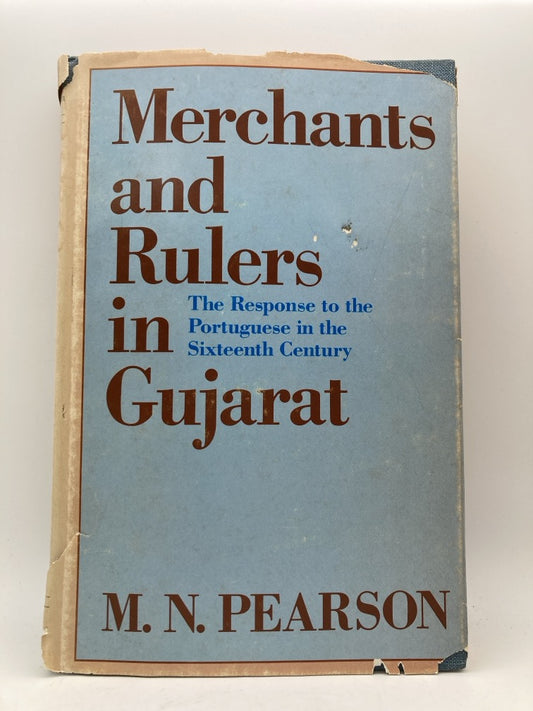 Merchants
and
Rulers
in
The Response to the
Portuguese in the
Sixteenth Century
Gujarat
M. N. PEARSON